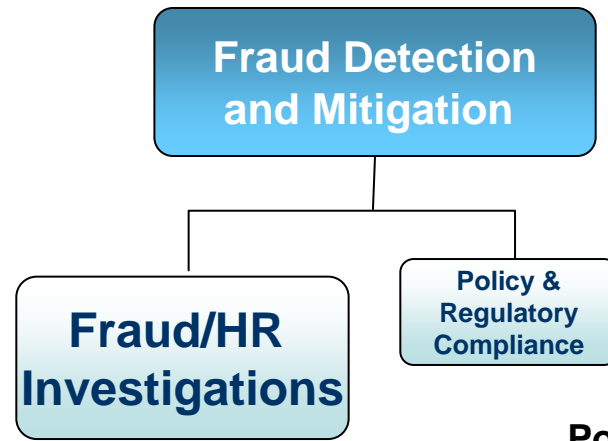 Fraud Detection
and Mitigation
Fraud/HR
Investigations
Policy &
Regulatory
Compliance